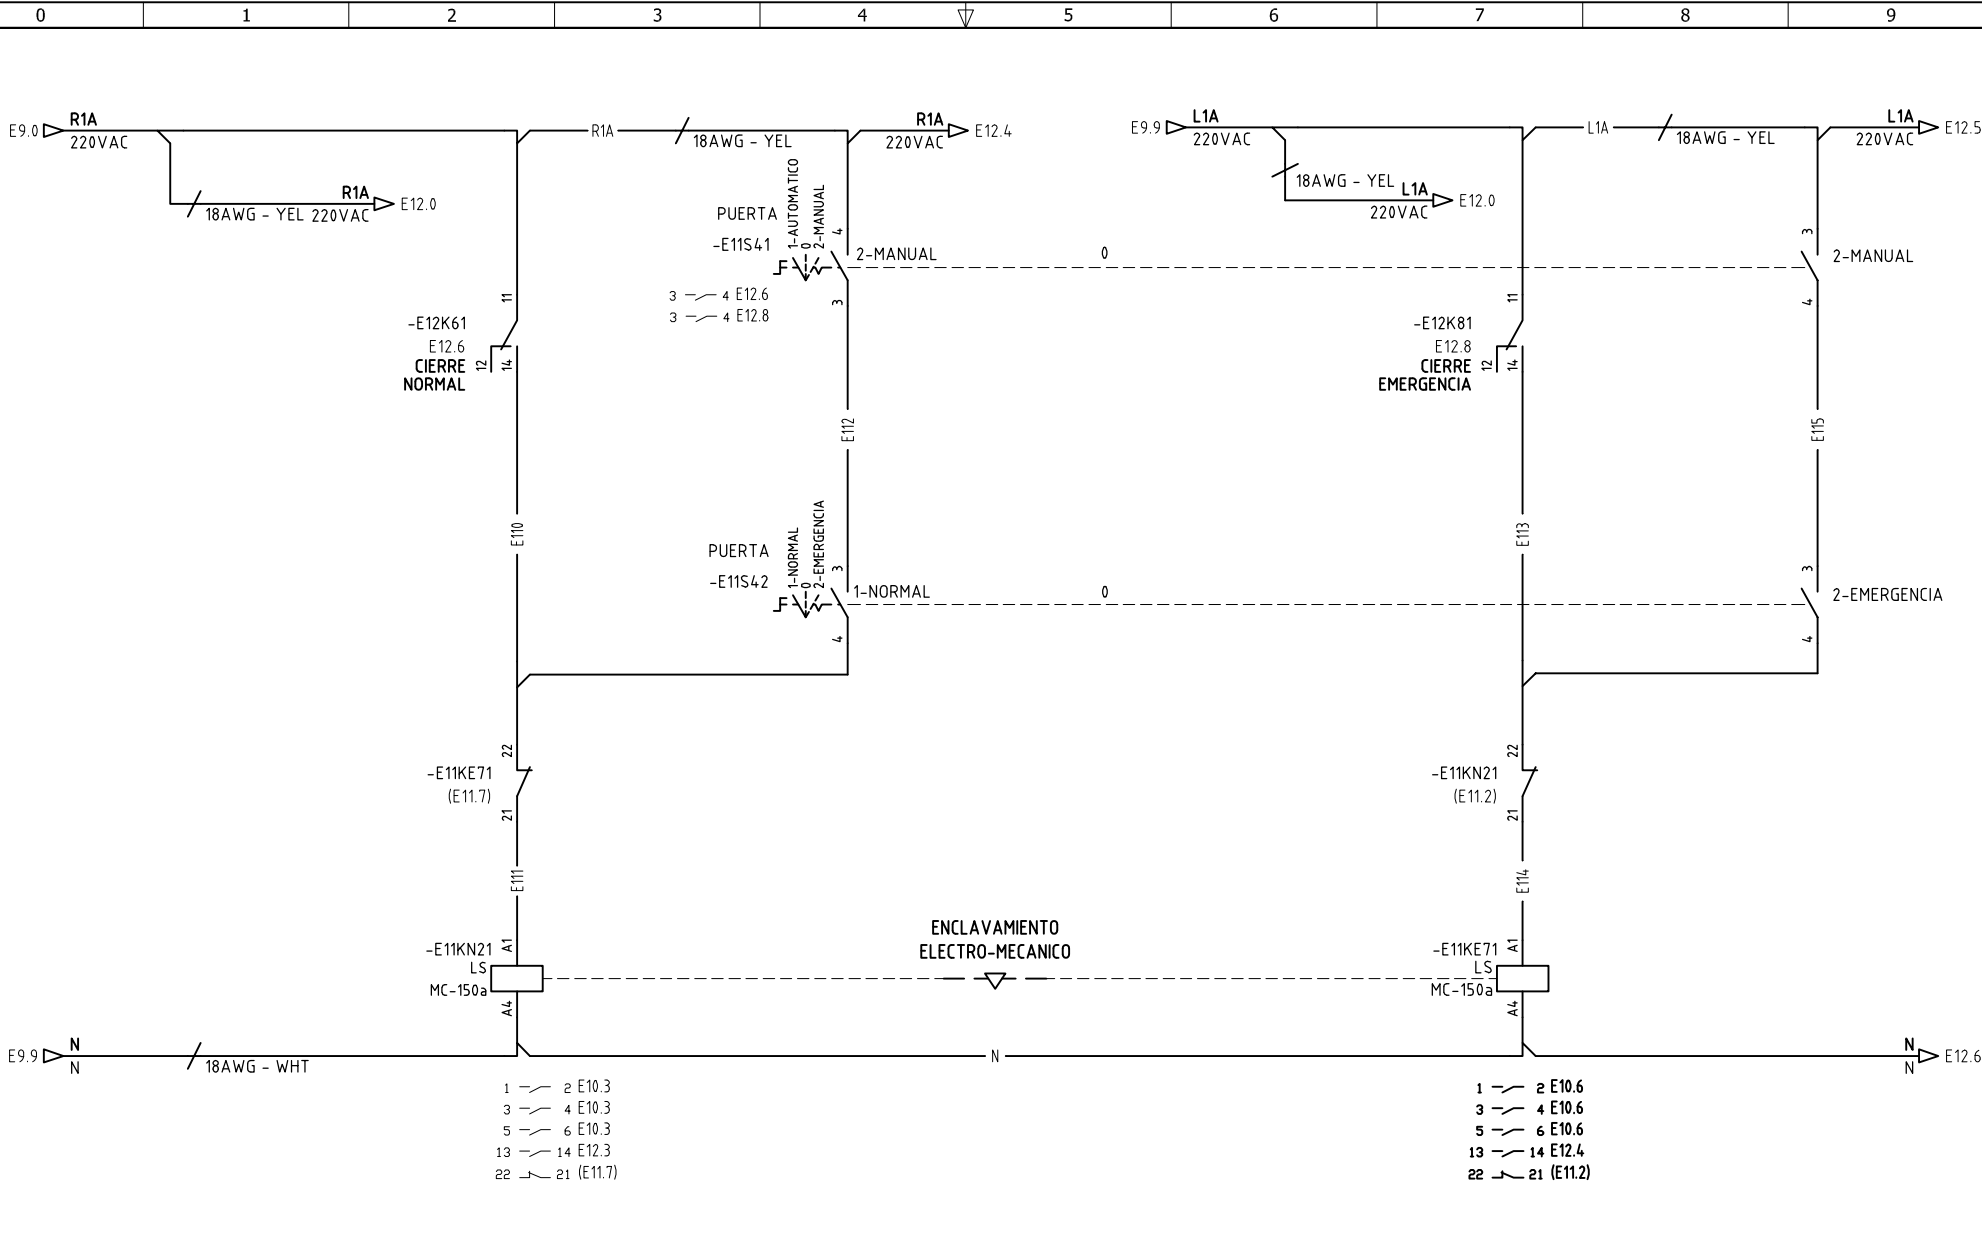 0 1 2 3 4 5 6 7 8 9
E9.0 R1A
220VAC
R1A
18AWG - YEL
R1A
220VAC
E12.4
E9.9 L1A
220VAC
L1A
18AWG - YEL
L1A
220VAC
E12.5
18AWG - YEL
R1A
220VAC
E12.0
18AWG - YEL
L1A
220VAC
E12.0
PUERTA
-E11S41
1-AUTOMATICO
0
2-MANUAL
4
2-MANUAL
3
0
3
2-MANUAL
4
3 4 E12.6
3 4 E12.8
11
-E12K61
E12.6
CIERRE
NORMAL
12
14
11
-E12K81
E12.8
CIERRE
EMERGENCIA
12
14
E112
E115
E110
E113
PUERTA
-E11S42
1-NORMAL
0
2-EMERGENCIA
3
1-NORMAL
4
0
3
2-EMERGENCIA
4
22
-E11KE71
(E11.7)
21
22
-E11KN21
(E11.2)
21
E111
E114
-E11KN21
LS
MC-150a
A1
A4
ENCLAVAMIENTO
ELECTRO-MECANICO
-E11KE71
LS
MC-150a
A1
A4
E9.9 N
N
18AWG - WHT
N
N
N
E12.6
1 2 E10.3
3 4 E10.3
5 6 E10.3
13 14 E12.3
22 21 (E11.7)
1 2 E10.6
3 4 E10.6
5 6 E10.6
13 14 E12.4
22 21 (E11.2)